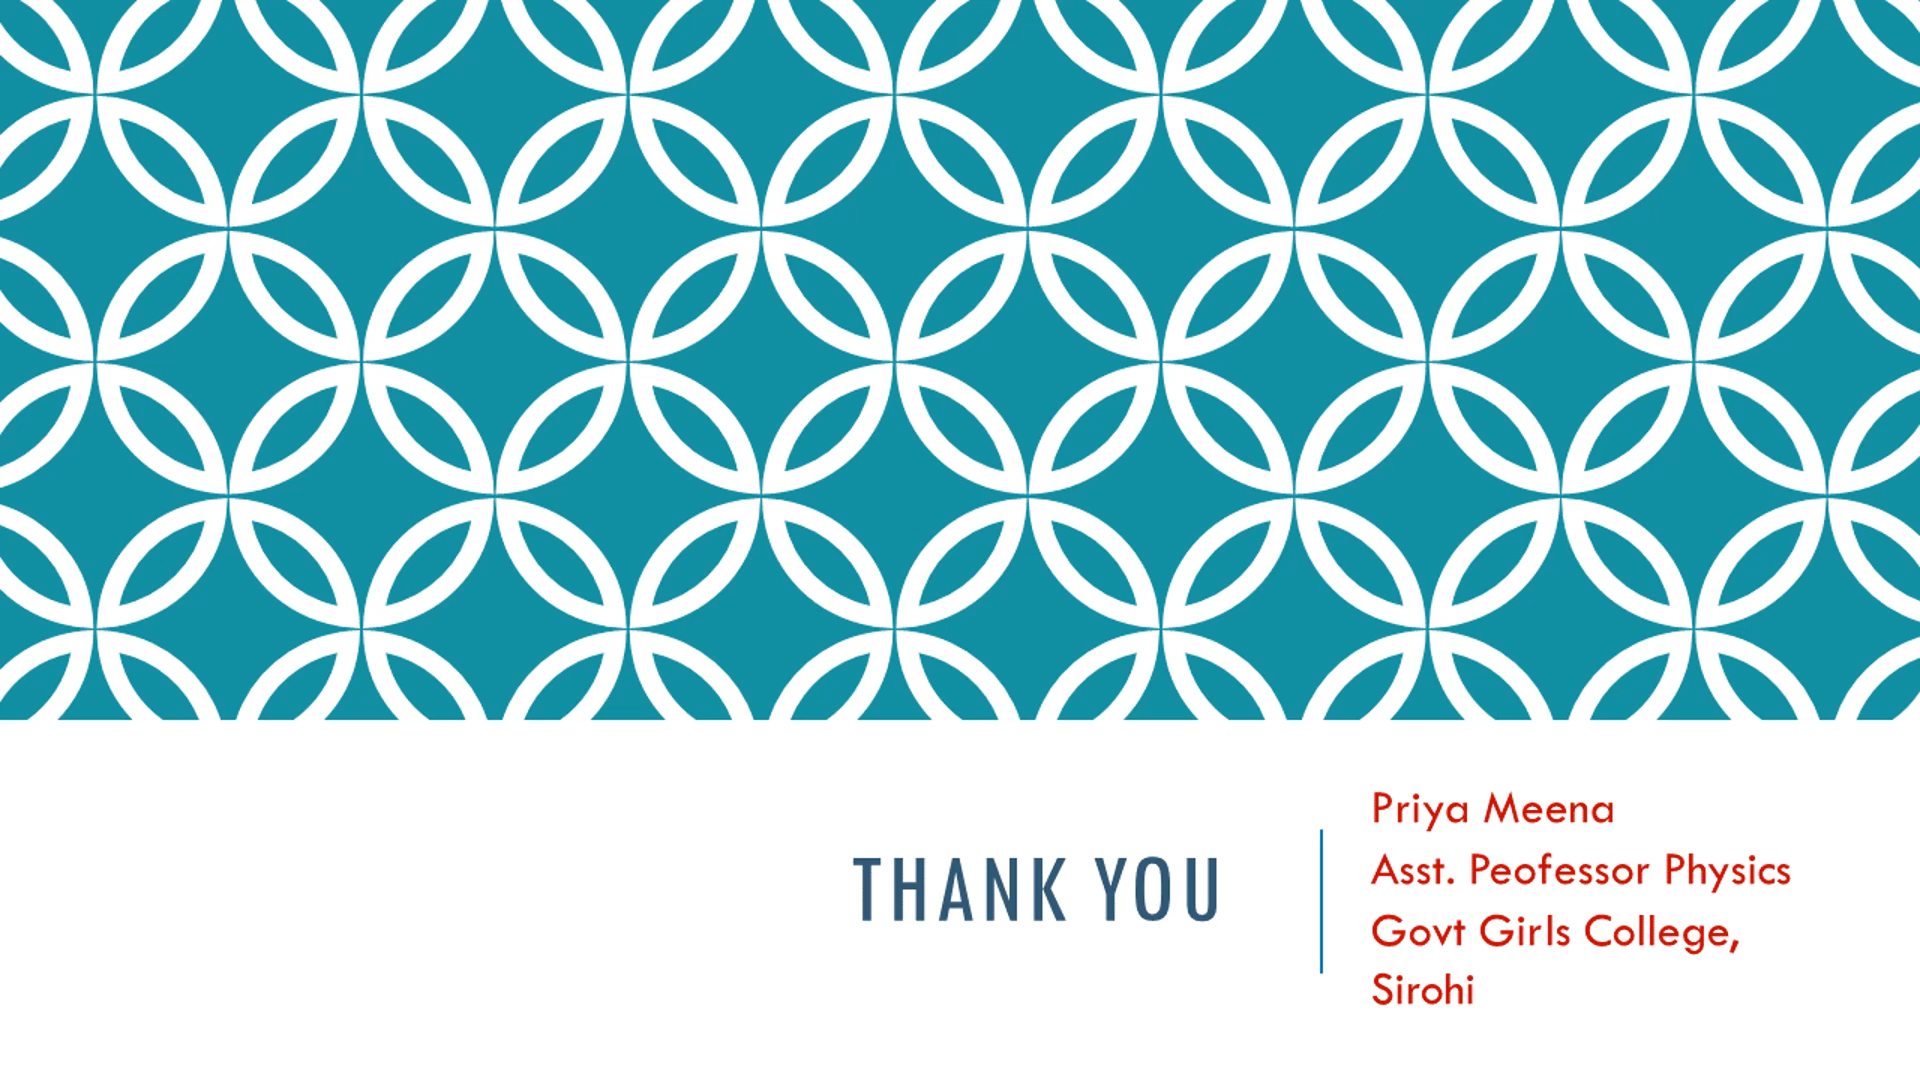 THANK YOU
Priya Meena
Asst. Peofessor Physics
Govt Girls College,
Sirohi